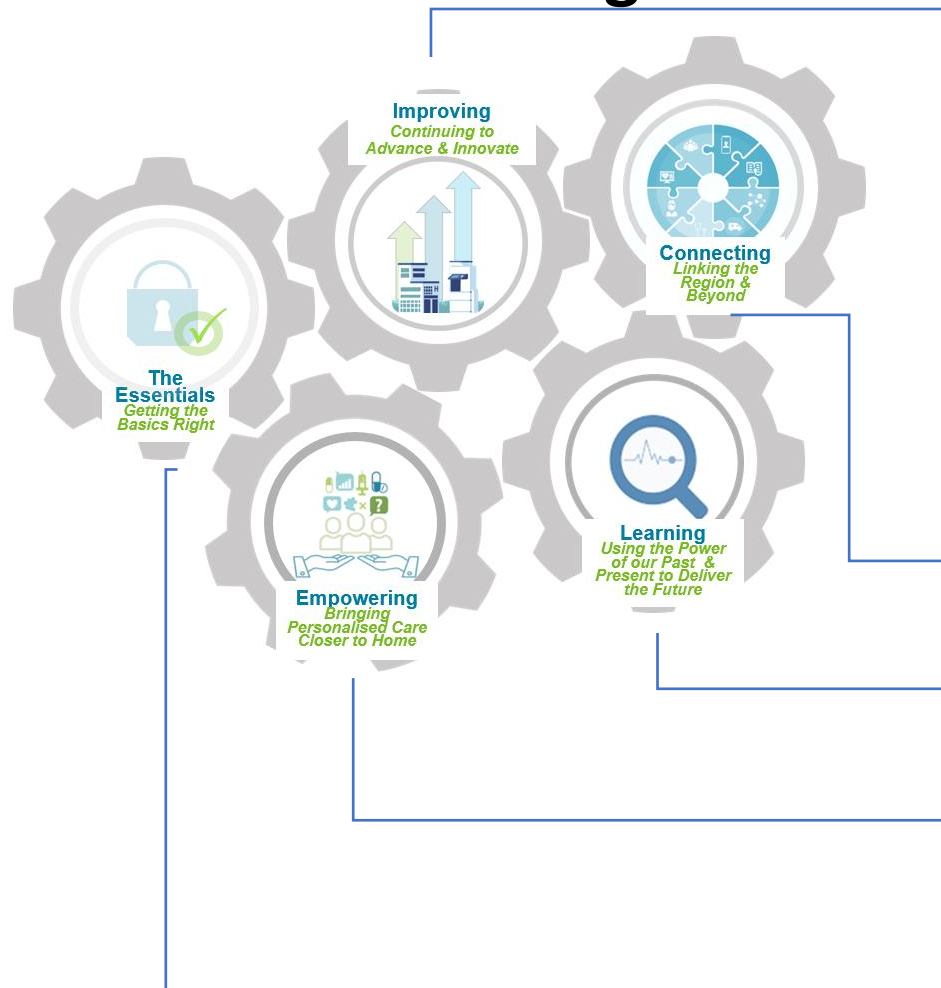 Improving
Continuing to
Advance & Innovate
Connecting
Linking the
Region &
Beyond
The
Essentials
Getting the
Basics Right
Learning
Using the Power
of our Past &
Present to Deliver
the Future
Empowering
Bringing
Personalised Care
Closer to Home